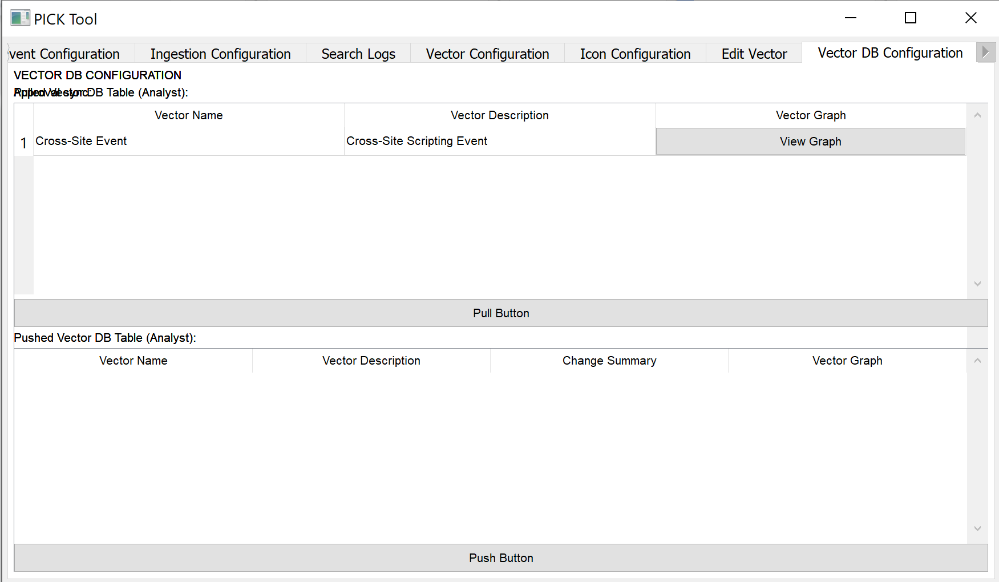 PICK Tool
vent Configuration Ingestion Configuration Search Logs Vector Configuration Icon Configuration Edit Vector Vector DB Configuration
VECTOR DB CONFIGURATION
DB Table (Analyst):
Vector Name Vector Description Vector Graph
1 Cross-Site Event Cross-Site Scripting Event View Graph
Pull Button
Pushed Vector DB Table (Analyst):
Vector Name Vector Description Change Summary Vector Graph
Push Button